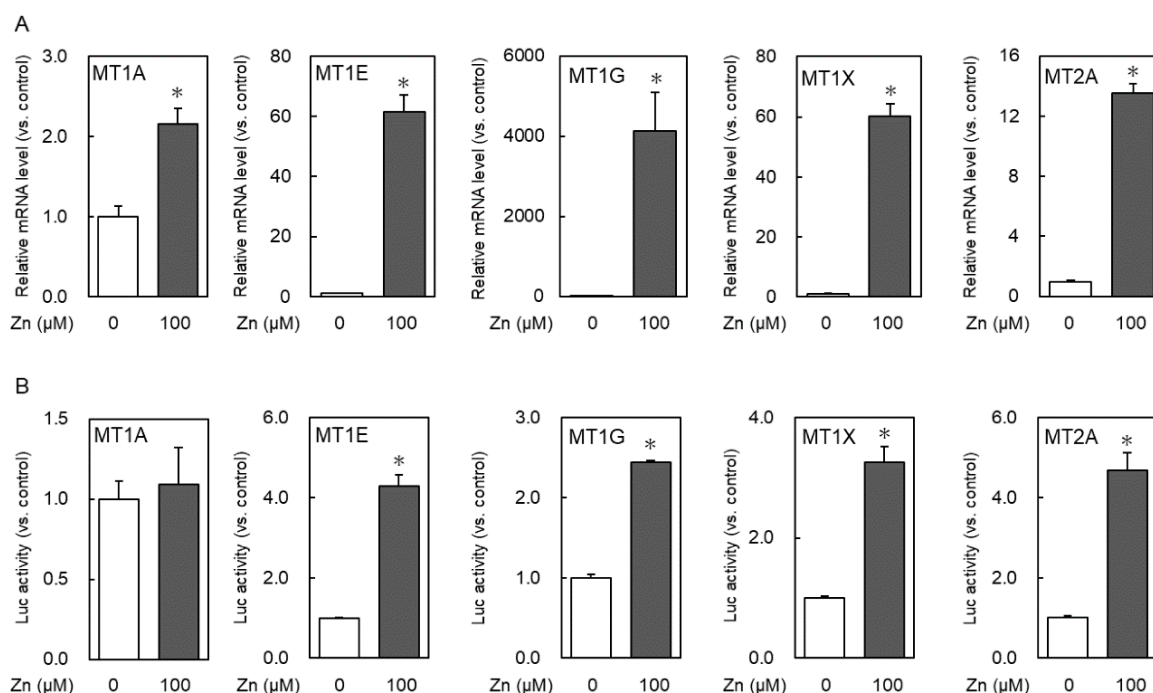 A
Relative mRNA level (vs. control)
3.0
2.0
1.0
0.0
MT1A
*
Zn (µM) 0 100
Relative mRNA level (vs. control)
80
60
40
20
0
MT1E
*
Zn (µM) 0 100
Relative mRNA level (vs. control)
6000
4000
2000
0
MT1G
*
Zn (µM) 0 100
Relative mRNA level (vs. control)
80
60
40
20
0
MT1X
*
Zn (µM) 0 100
Relative mRNA level (vs. control)
16
12
8
4
0
MT2A
*
Zn (µM) 0 100
B
Luc activity (vs. control)
1.5
1.0
0.5
0.0
MT1A
Zn (µM) 0 100
Luc activity (vs. control)
6.0
4.0
2.0
0.0
MT1E
*
Zn (µM) 0 100
Luc activity (vs. control)
3.0
2.0
1.0
0.0
MT1G
*
Zn (µM) 0 100
Luc activity (vs. control)
4.0
2.0
0.0
MT1X
*
Zn (µM) 0 100
Luc activity (vs. control)
6.0
4.0
2.0
0.0
MT2A
*
Zn (µM) 0 100